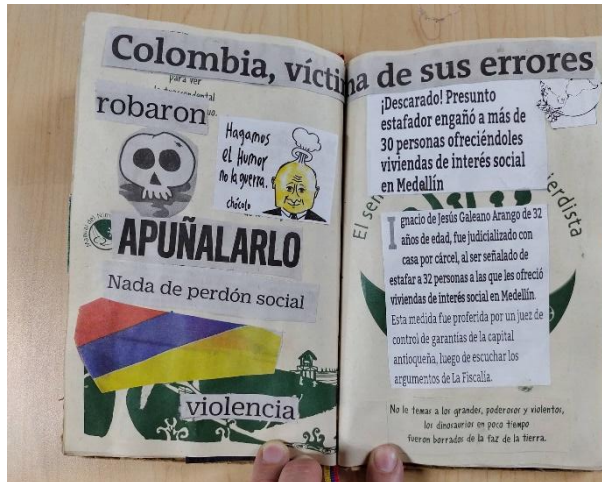 Colombia, víctima de sus errores
para ver
robaron
Hagamos
el Humor
no la guerra.
chócolo
APUÑALARLO
Nada de perdón social
violencia
¡Descarado! Presunto
estafador engañó a más de
30 personas ofreciéndoles
viviendas de interés social
en Medellín
El
Ignacio de Jesús Galeano Arango de 32
años de edad, fue judicializado con
casa por cárcel, al ser señalado de
estafar a 32 personas a las que les ofreció
viviendas de interés social en Medellín.
Esta medida fue proferida por un juez de
control de garantías de la capital
antioqueña, luego de escuchar los
argumentos de La Fiscalía.
No le temas a los grandes, poderosos y violentos,
los dinosaurios en poco tiempo
fueron borrados de la faz de la tierra.